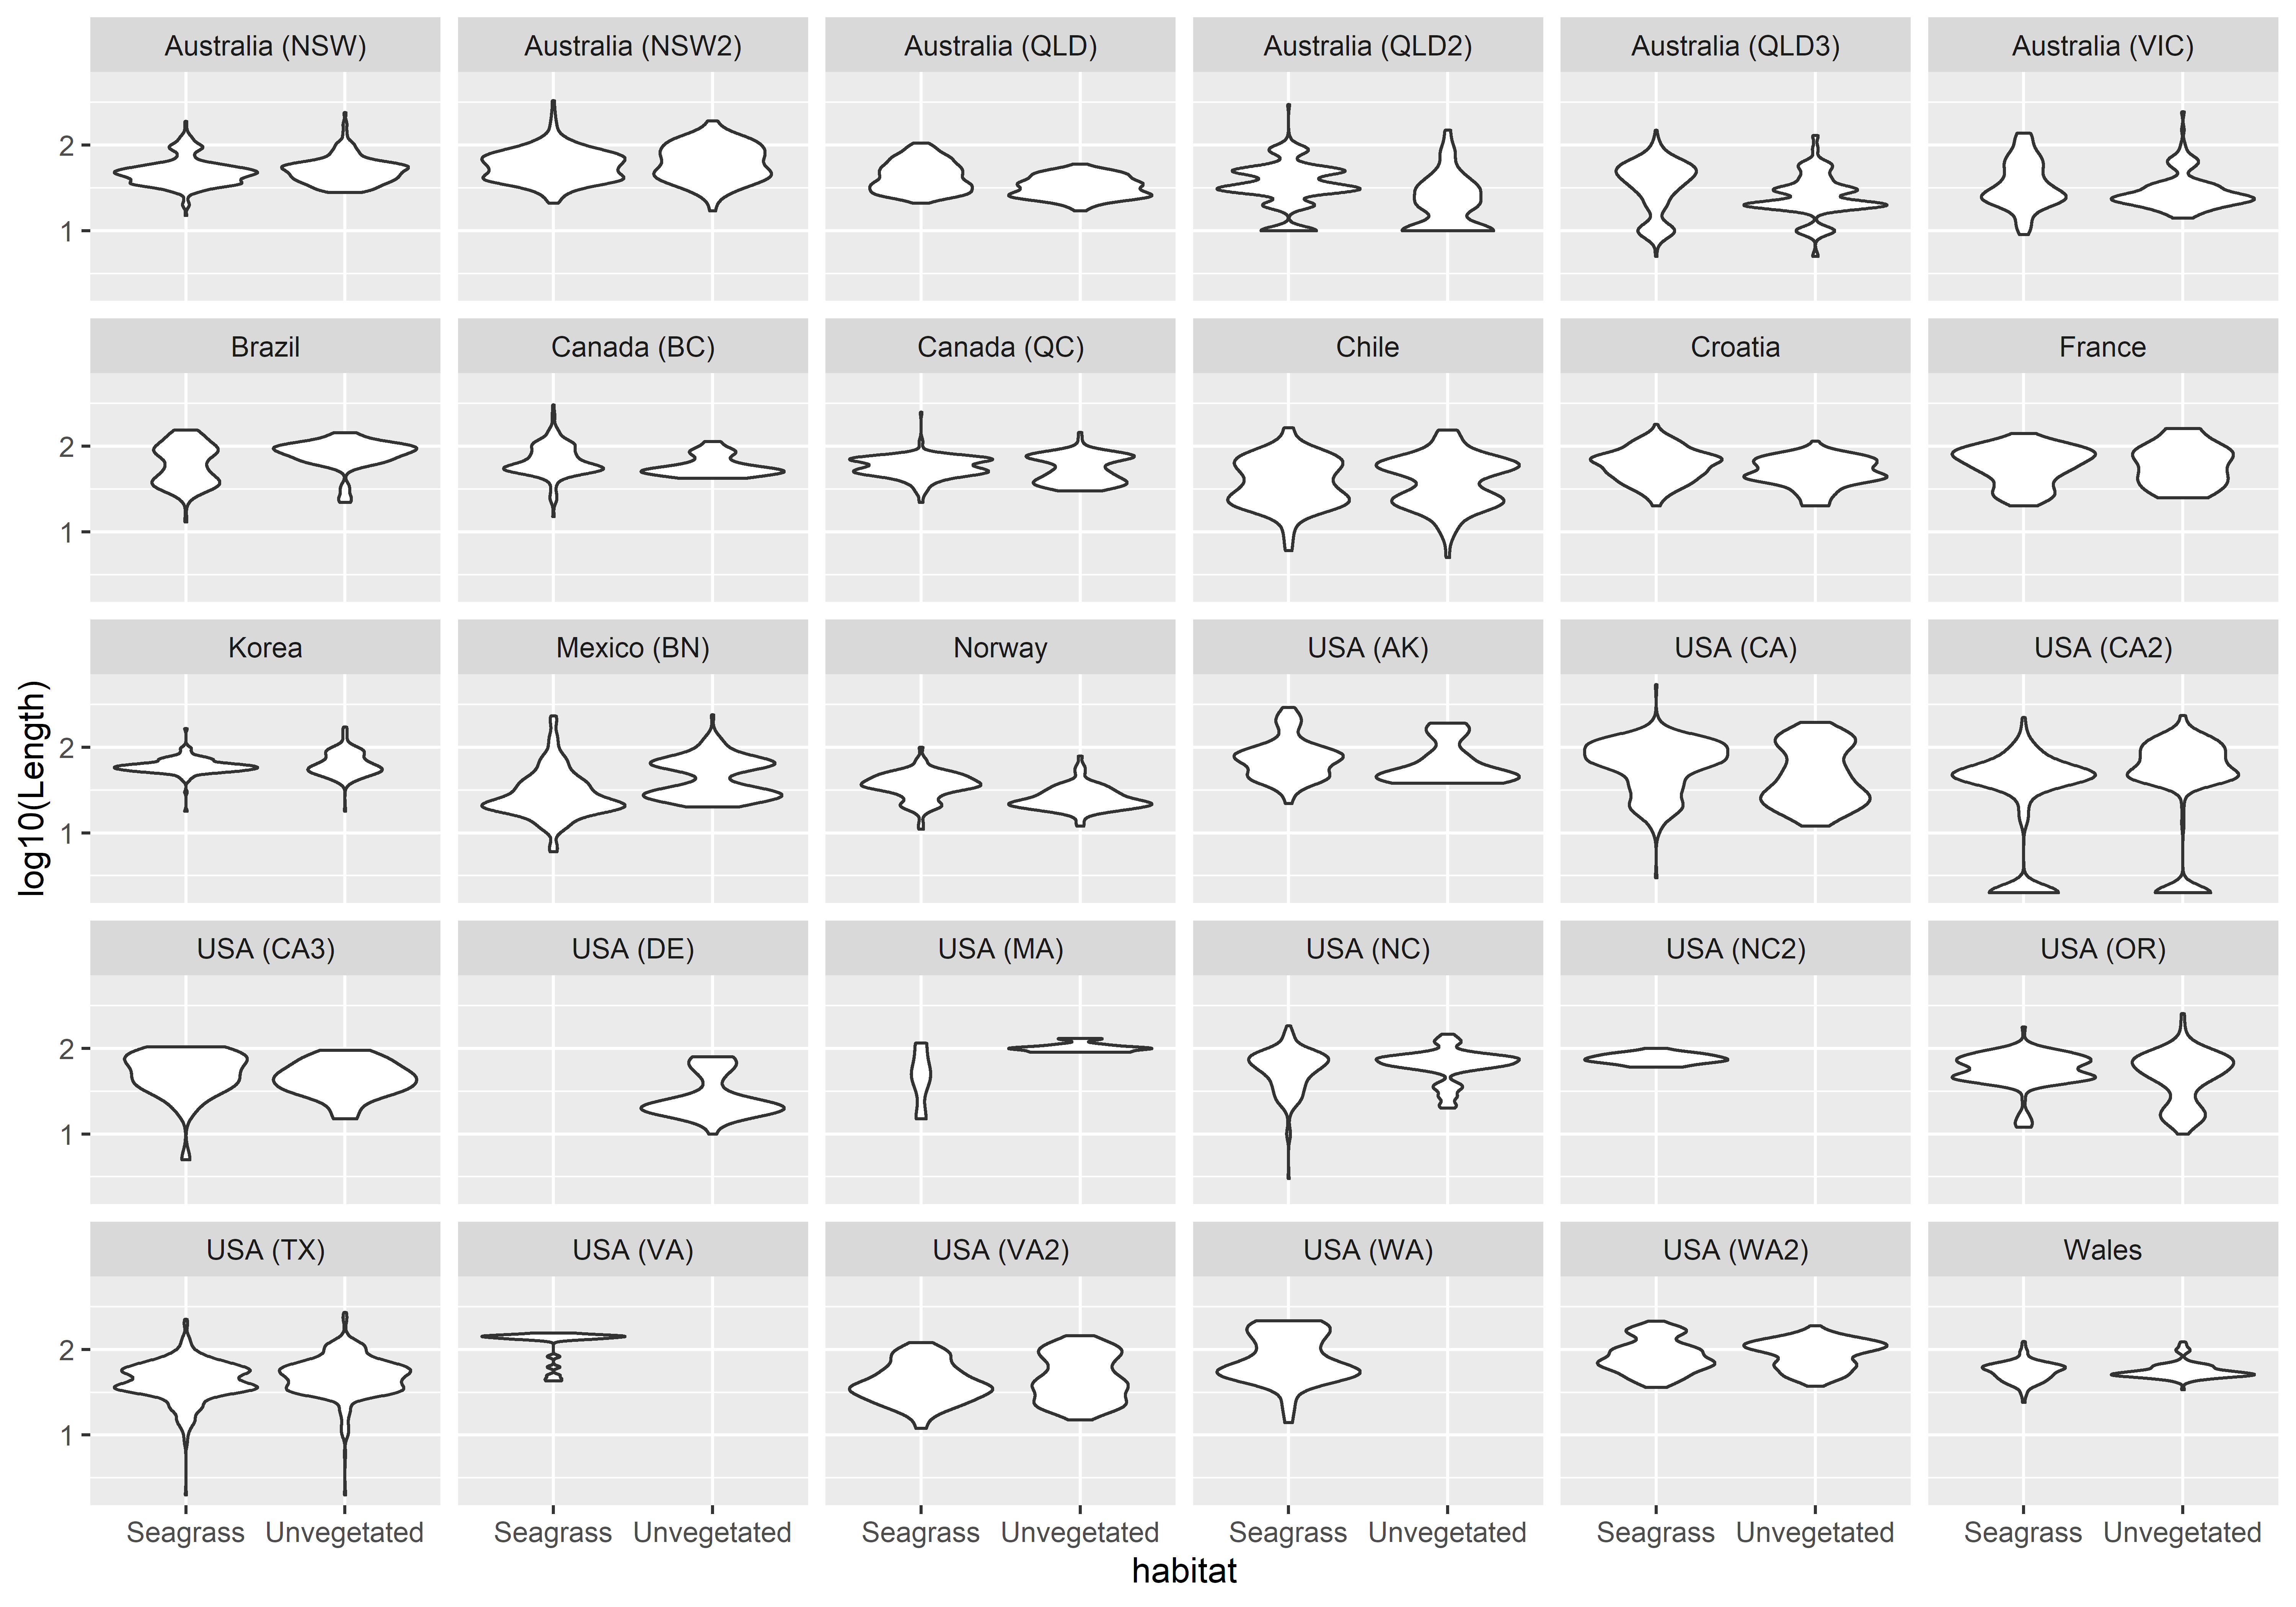 Australia (NSW)
Australia (NSW2)
Australia (QLD)
Australia (QLD2)
Australia (QLD3)
Australia (VIC)
2
1
Brazil
Canada (BC)
Canada (QC)
Chile
Croatia
France
2
1
Korea
Mexico (BN)
Norway
USA (AK)
USA (CA)
USA (CA2)
2
1
log10(Length)
USA (CA3)
USA (DE)
USA (MA)
USA (NC)
USA (NC2)
USA (OR)
2
1
USA (TX)
USA (VA)
USA (VA2)
USA (WA)
USA (WA2)
Wales
2
1
Seagrass Unvegetated
Seagrass Unvegetated
Seagrass Unvegetated
Seagrass Unvegetated
Seagrass Unvegetated
Seagrass Unvegetated
habitat